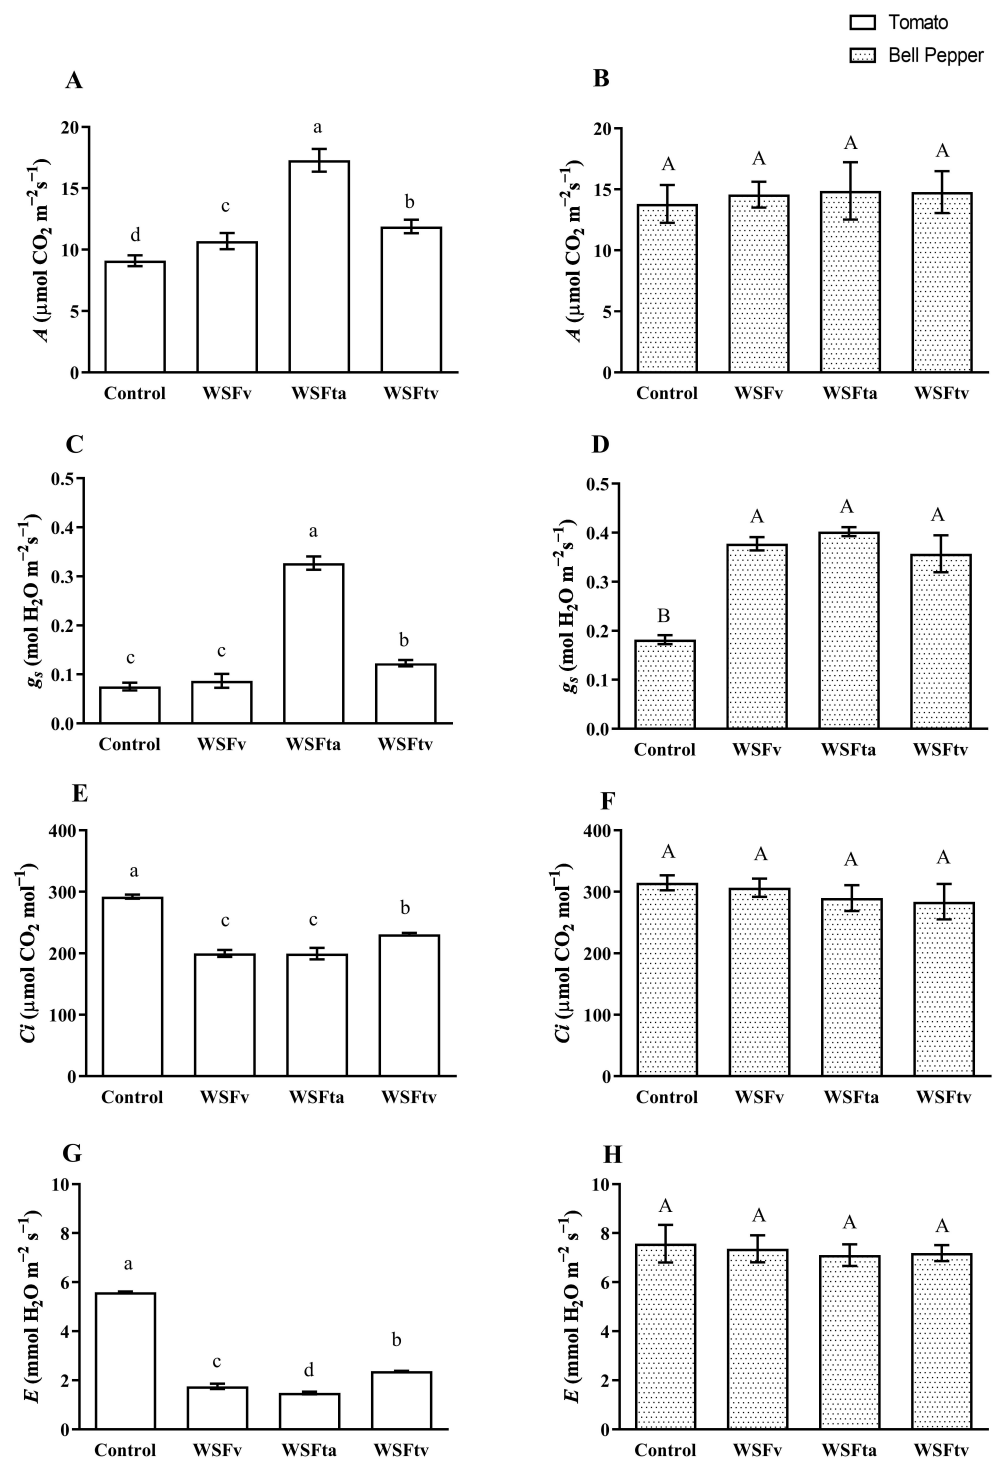 Tomato
Bell Pepper
A
B
20
15
10
5
0
A (µmol CO₂ m⁻²s⁻¹)
d
c
a
b
Control WSFv WSFta WSFtv
20
15
10
5
0
A (µmol CO₂ m⁻²s⁻¹)
A
A
A
A
Control WSFv WSFta WSFtv
C
D
0.5
0.4
0.3
0.2
0.1
0.0
gs (mol H₂O m⁻²s⁻¹)
c
c
a
b
Control WSFv WSFta WSFtv
0.5
0.4
0.3
0.2
0.1
0.0
gs (mol H₂O m⁻²s⁻¹)
B
A
A
A
Control WSFv WSFta WSFtv
E
F
400
300
200
100
0
Ci (µmol CO₂ mol⁻¹)
a
c
c
b
Control WSFv WSFta WSFtv
400
300
200
100
0
Ci (µmol CO₂ mol⁻¹)
A
A
A
A
Control WSFv WSFta WSFtv
G
H
10
8
6
4
2
0
E (mmol H₂O m⁻² s⁻¹)
a
c
d
b
Control WSFv WSFta WSFtv
10
8
6
4
2
0
E (mmol H₂O m⁻² s⁻¹)
A
A
A
A
Control WSFv WSFta WSFtv